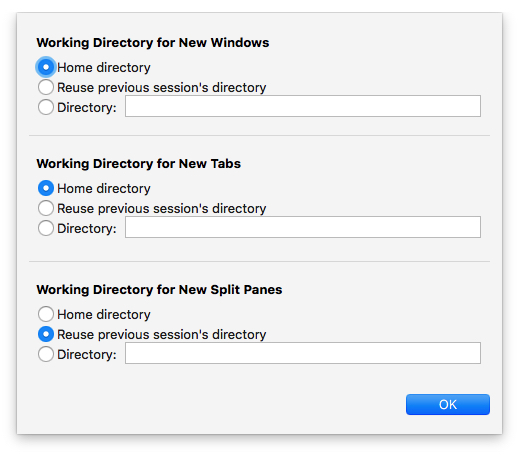 Working Directory for New Windows
Home directory
Reuse previous session's directory
Directory:
Working Directory for New Tabs
Home directory
Reuse previous session's directory
Directory:
Working Directory for New Split Panes
Home directory
Reuse previous session's directory
Directory:
OK